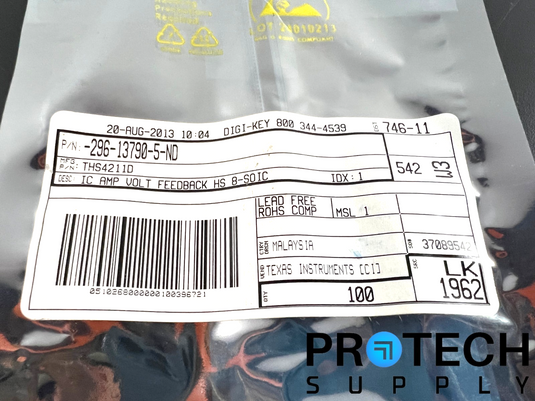 20-AUG-2013 10:04 DIGI-KEY 800 344-4539 746-11
P/N: -296-13790-5-ND
MFG. P/N: THS4211D
542
DESC IC AMP VOLT FEEDBACK HS 8-SOIC IDX: 1
LEAD FREE
ROHS COMP MSL 1
MALAYSIA
TEXAS INSTRUMENTS [CI]
QTY 100
LK
1962
PROTECH
SUPPLY